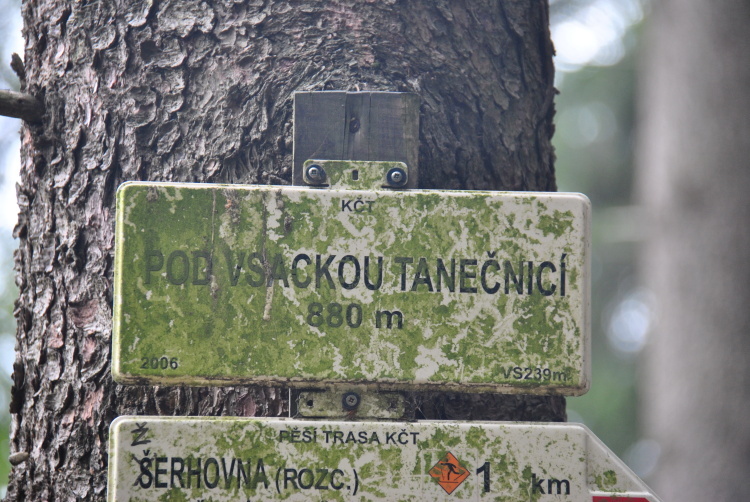 KČT
POD VSACKOU TANEČNICÍ
880 m
2006 VS239m
PĚŠÍ TRASA KČT
Ž
ŠERHOVNA (ROZC.) 1 km